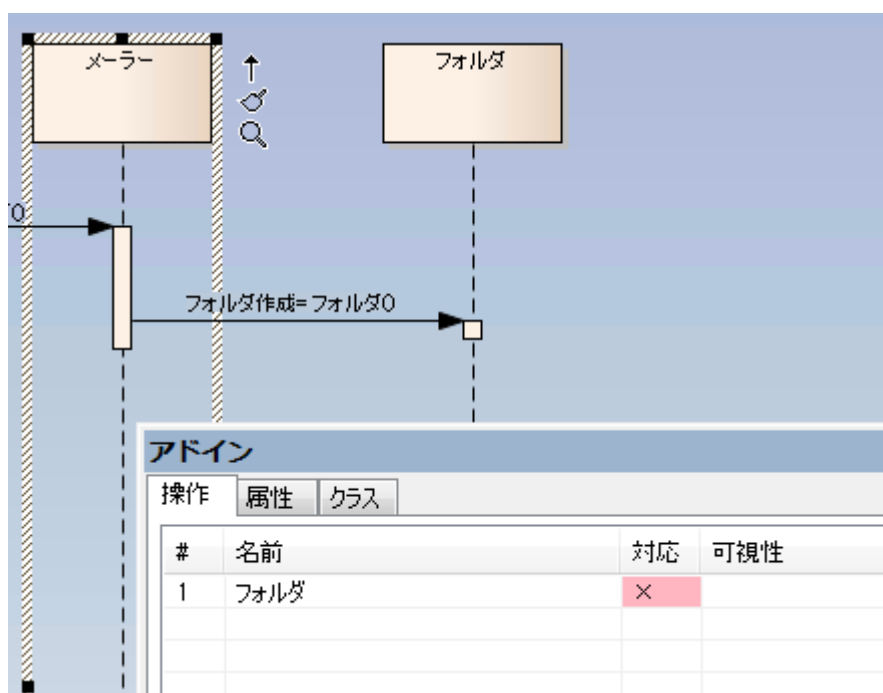 メーラー
フォルダ
フォルダ作成=フォルダ()
アドイン
操作 属性 クラス
# 名前 対応 可視性
1 フォルダ ×